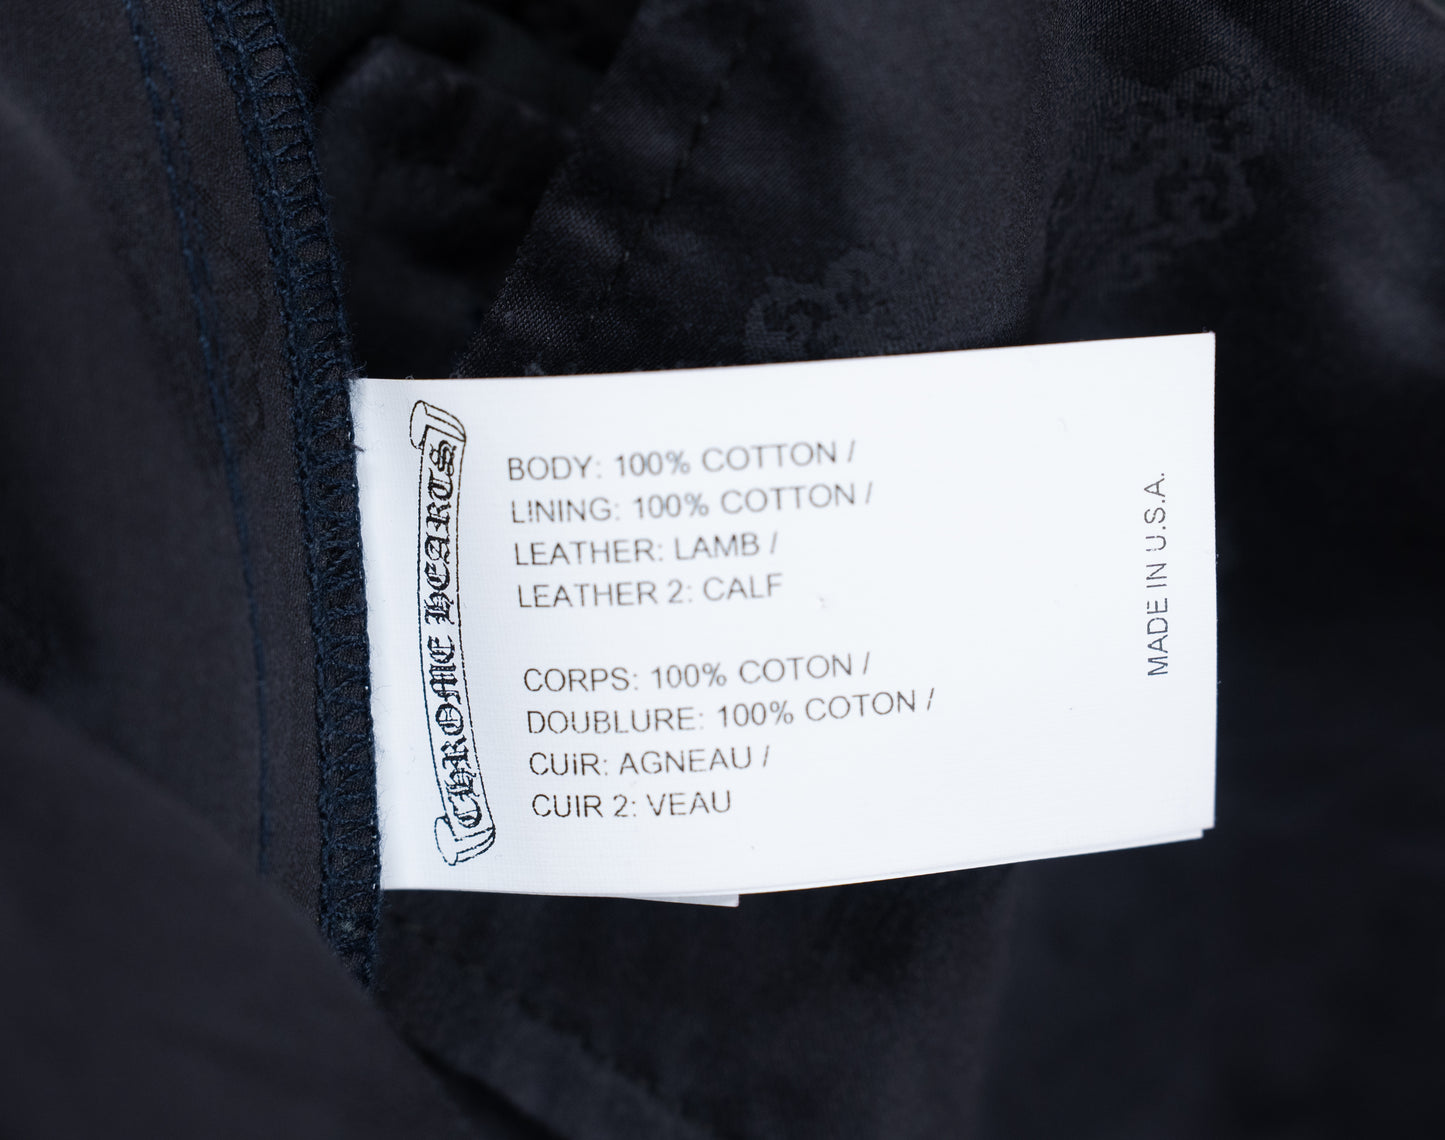 CHROME HEARTS
BODY: 100% COTTON /
LINING: 100% COTTON /
LEATHER: LAMB /
LEATHER 2: CALF
CORPS: 100% COTON /
DOUBLURE: 100% COTON /
CUIR: AGNEAU /
CUIR 2: VEAU
MADE IN U.S.A.